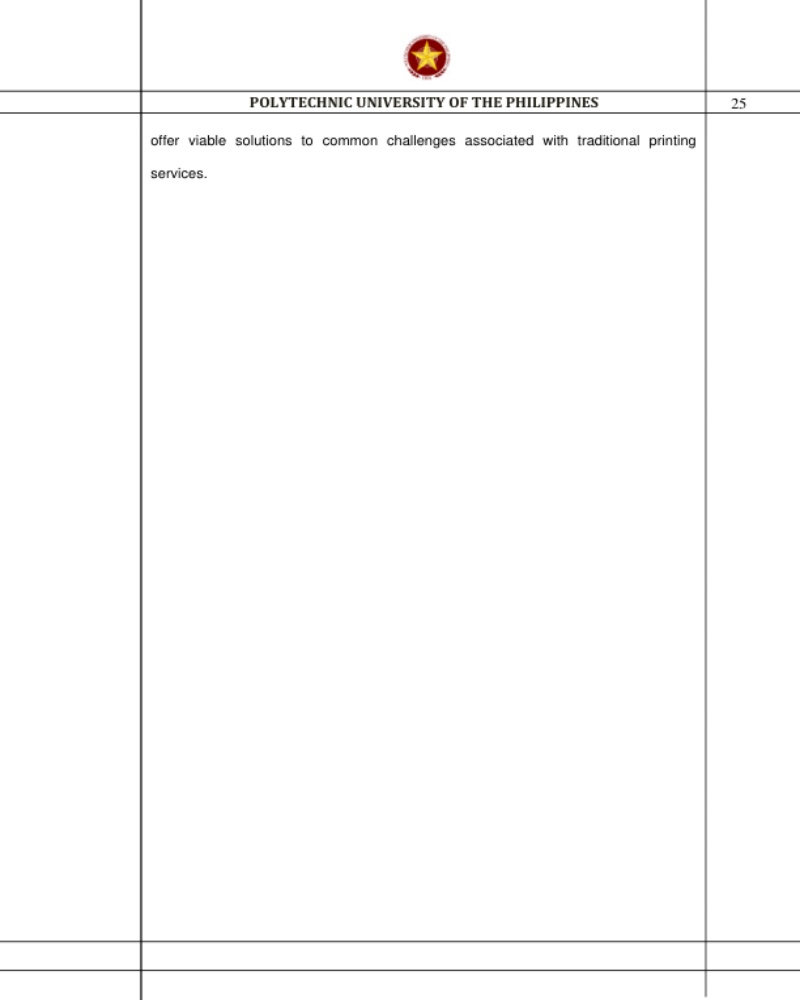 POLYTECHNIC UNIVERSITY OF THE PHILIPPINES 25
offer viable solutions to common challenges associated with traditional printing
services.